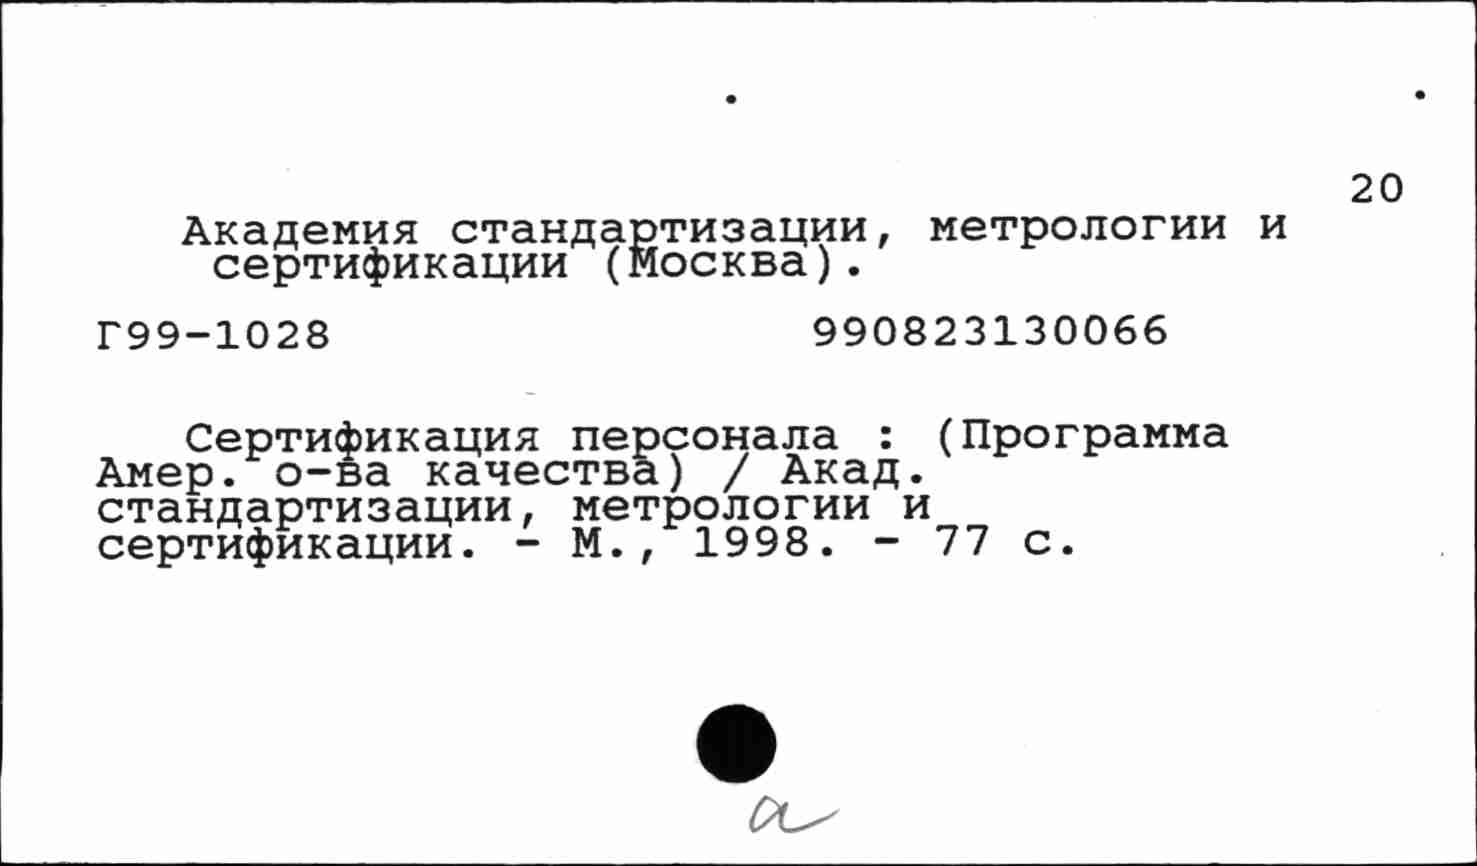 20
Академия стандартизации, метрологии и
сертификации (Москва).
Г99-1028 990823130066
Сертификация персонала : (Программа
Амер. о-ва качества) / Акад.
стандартизации, метрологии и
сертификации. - М., 1998. - 77 с.
а